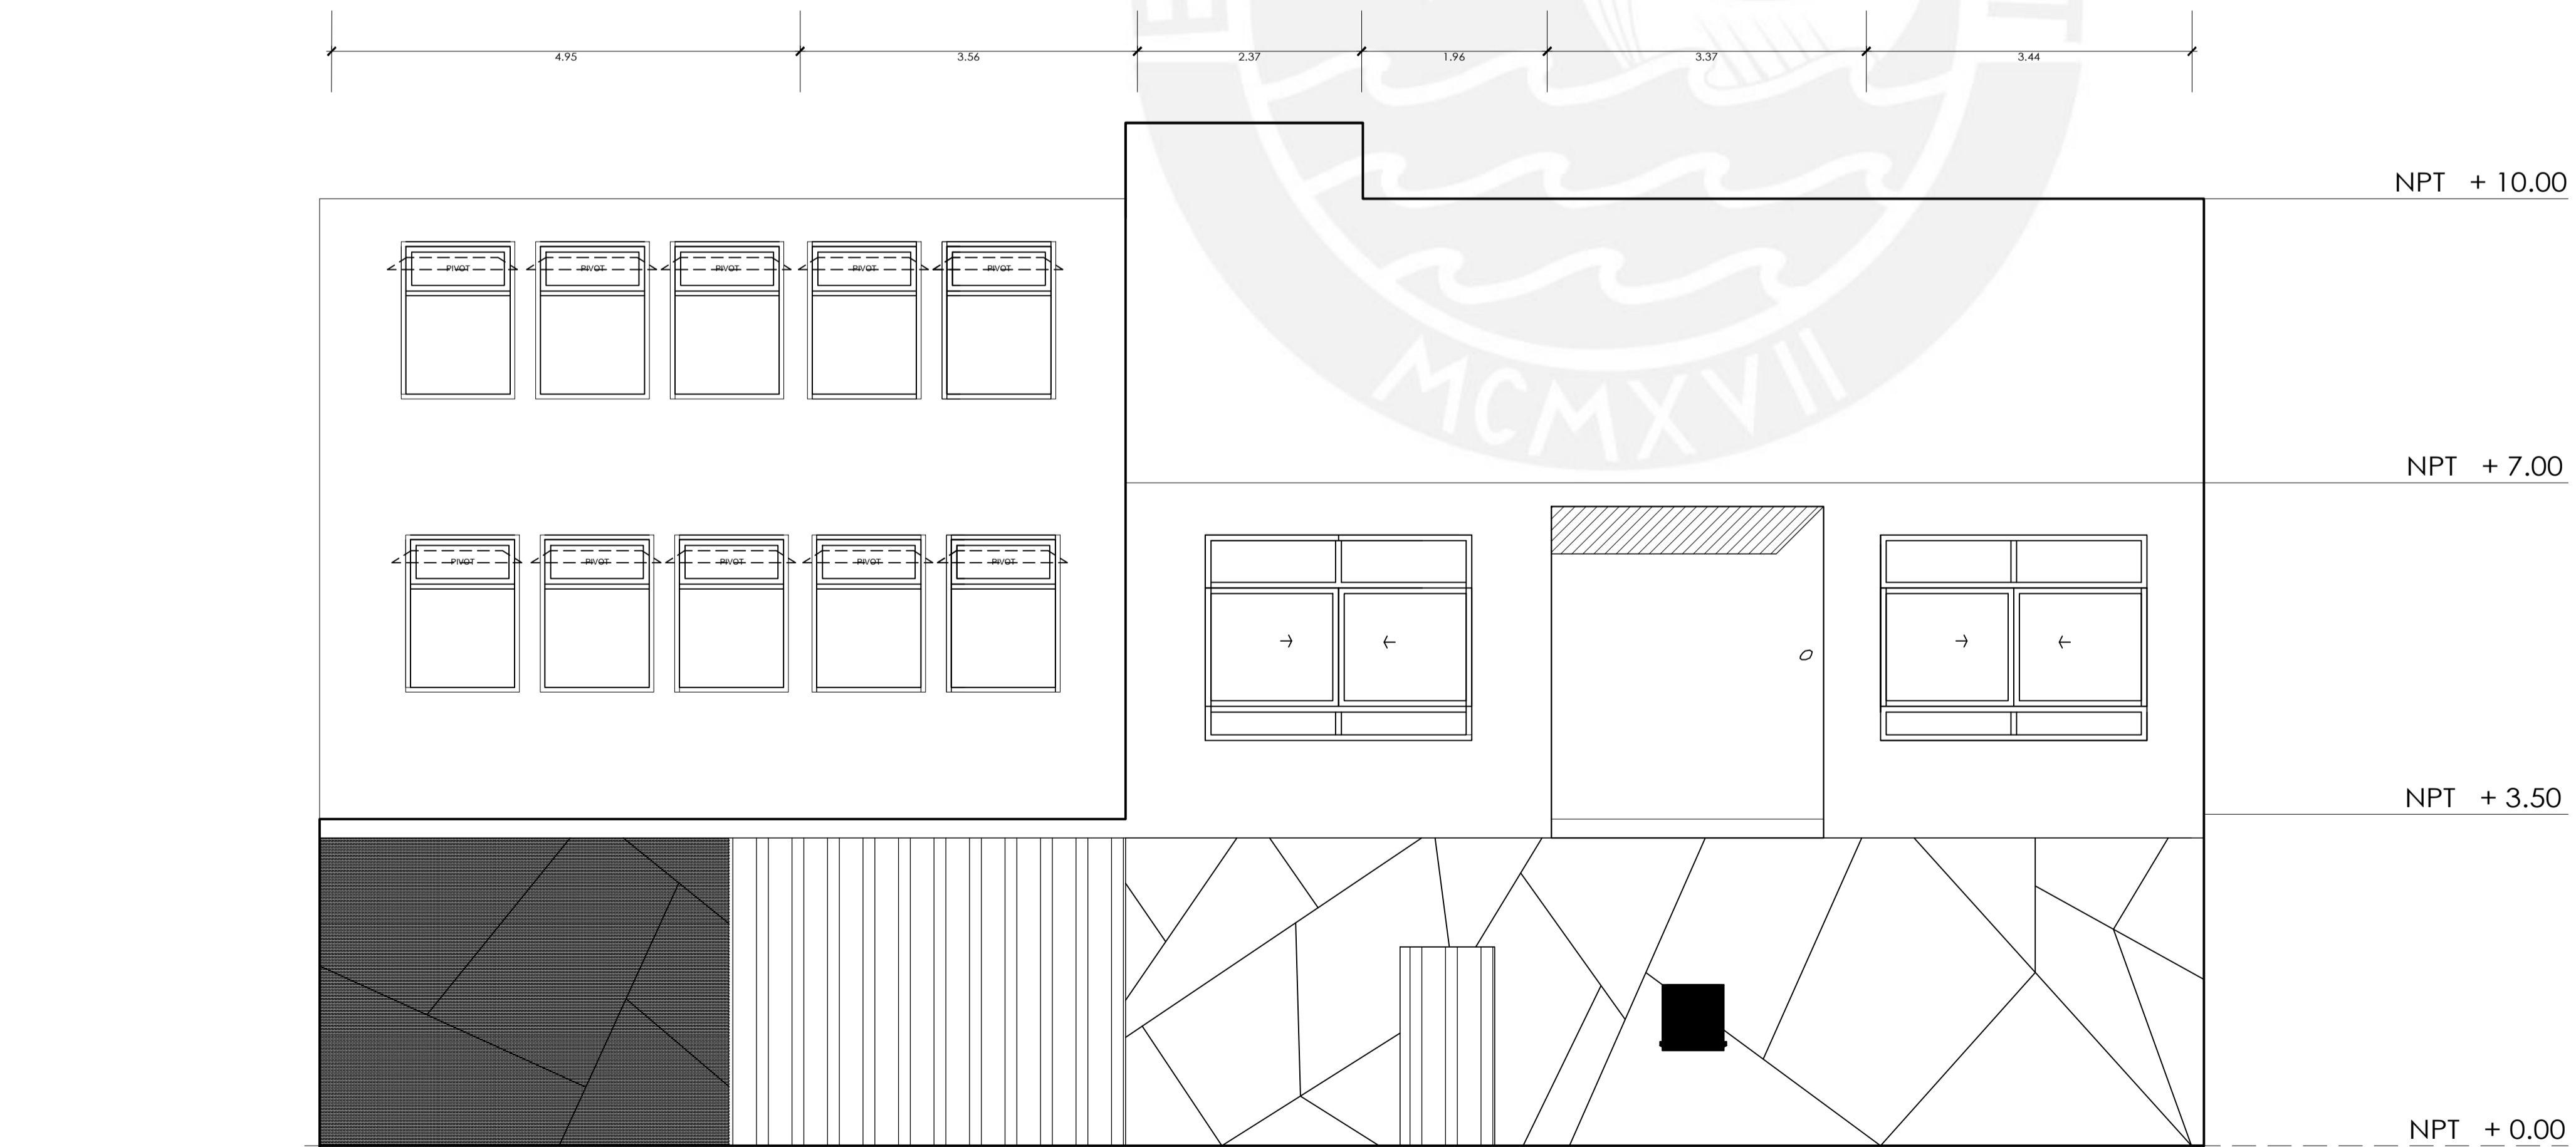 4.95 3.56 2.37 1.96 3.37 3.44
NPT + 10.00
PIVOT PIVOT PIVOT PIVOT PIVOT
MCMXVII
NPT + 7.00
PIVOT PIVOT PIVOT PIVOT PIVOT
NPT + 3.50
NPT + 0.00